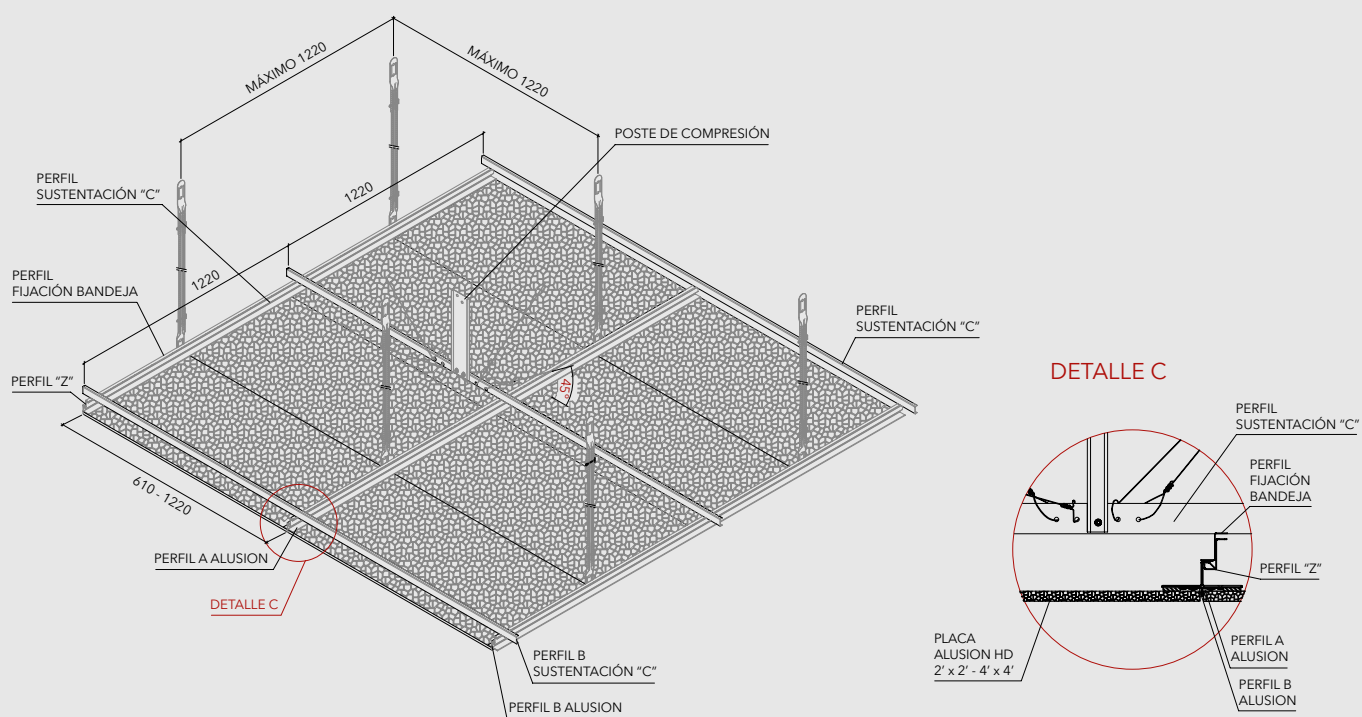 MÁXIMO 1220
MÁXIMO 1220
POSTE DE COMPRESIÓN
PERFIL
SUSTENTACIÓN "C"
1220
PERFIL
FIJACIÓN BANDEJA
1220
PERFIL
SUSTENTACIÓN "C"
PERFIL "Z"
45°
610 - 1220
PERFIL A ALUSION
DETALLE C
PERFIL B
SUSTENTACIÓN "C"
PERFIL B ALUSION
DETALLE C
PERFIL
SUSTENTACIÓN "C"
PERFIL
FIJACIÓN
BANDEJA
PERFIL "Z"
PLACA
ALUSION HD
2' x 2' - 4' x 4'
PERFIL A
ALUSION
PERFIL B
ALUSION